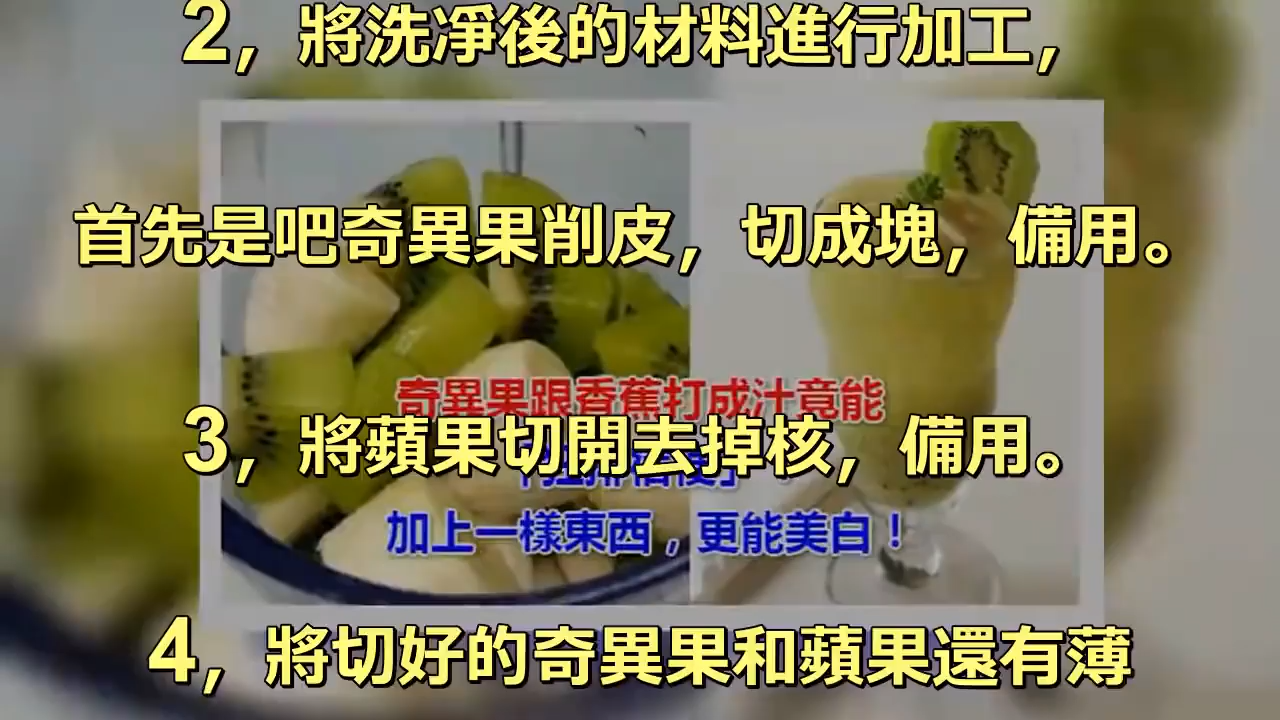 2，將洗淨後的材料進行加工，
首先是吧奇異果削皮，切成塊，備用。
奇異果跟香蕉打成汁竟能
3，將蘋果切開去掉核，備用。
加上一樣東西，更能美白！
4，將切好的奇異果和蘋果還有薄